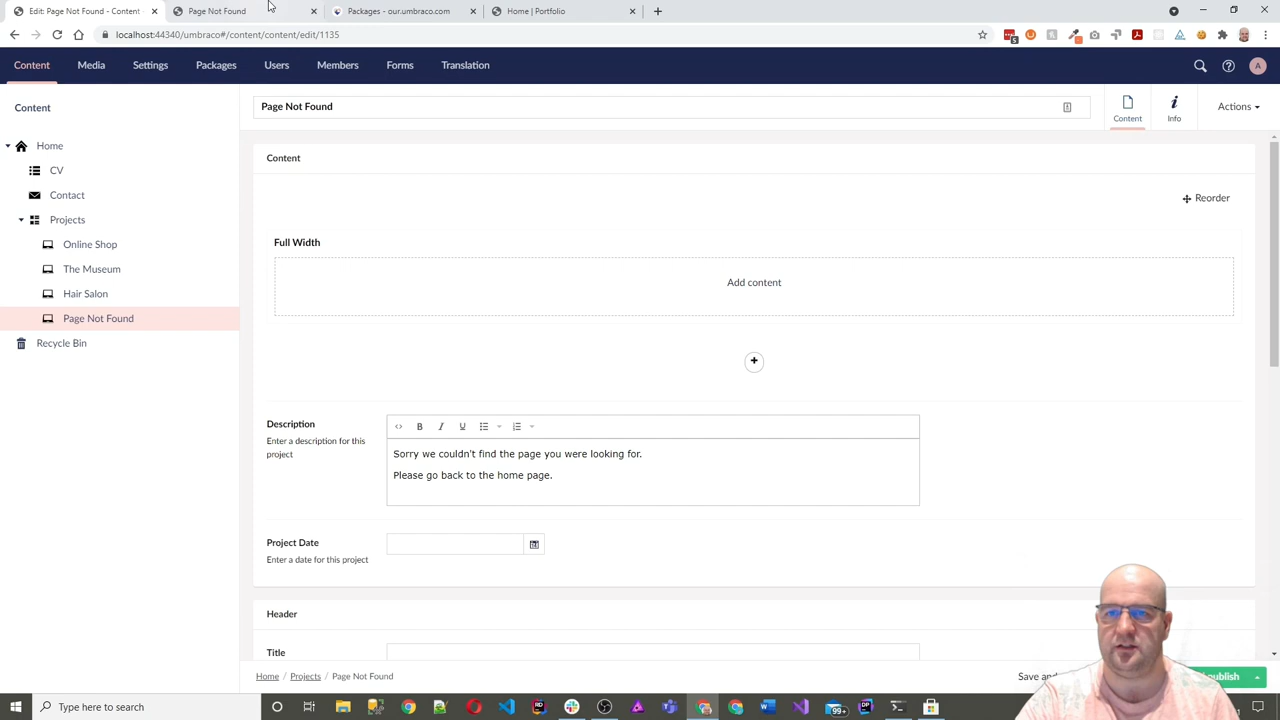 Edit: Page Not Found - Content
Page Not Found
Packages - our.umbraco.com
Home | Portfolio
localhost:44340/umbraco#/content/content/edit/1135
Content
Media
Settings
Packages
Users
Members
Forms
Translation
A
Content
Page Not Found
Content
Info
Actions
Home
CV
Contact
Projects
Online Shop
The Museum
Hair Salon
Page Not Found
Recycle Bin
Content
Reorder
Full Width
Add content
Description
Enter a description for this
project
Sorry we couldn't find the page you were looking for.
Please go back to the home page.
Project Date
Enter a date for this project
Header
Title
Home / Projects / Page Not Found
Save and
publish
Type here to search
99+